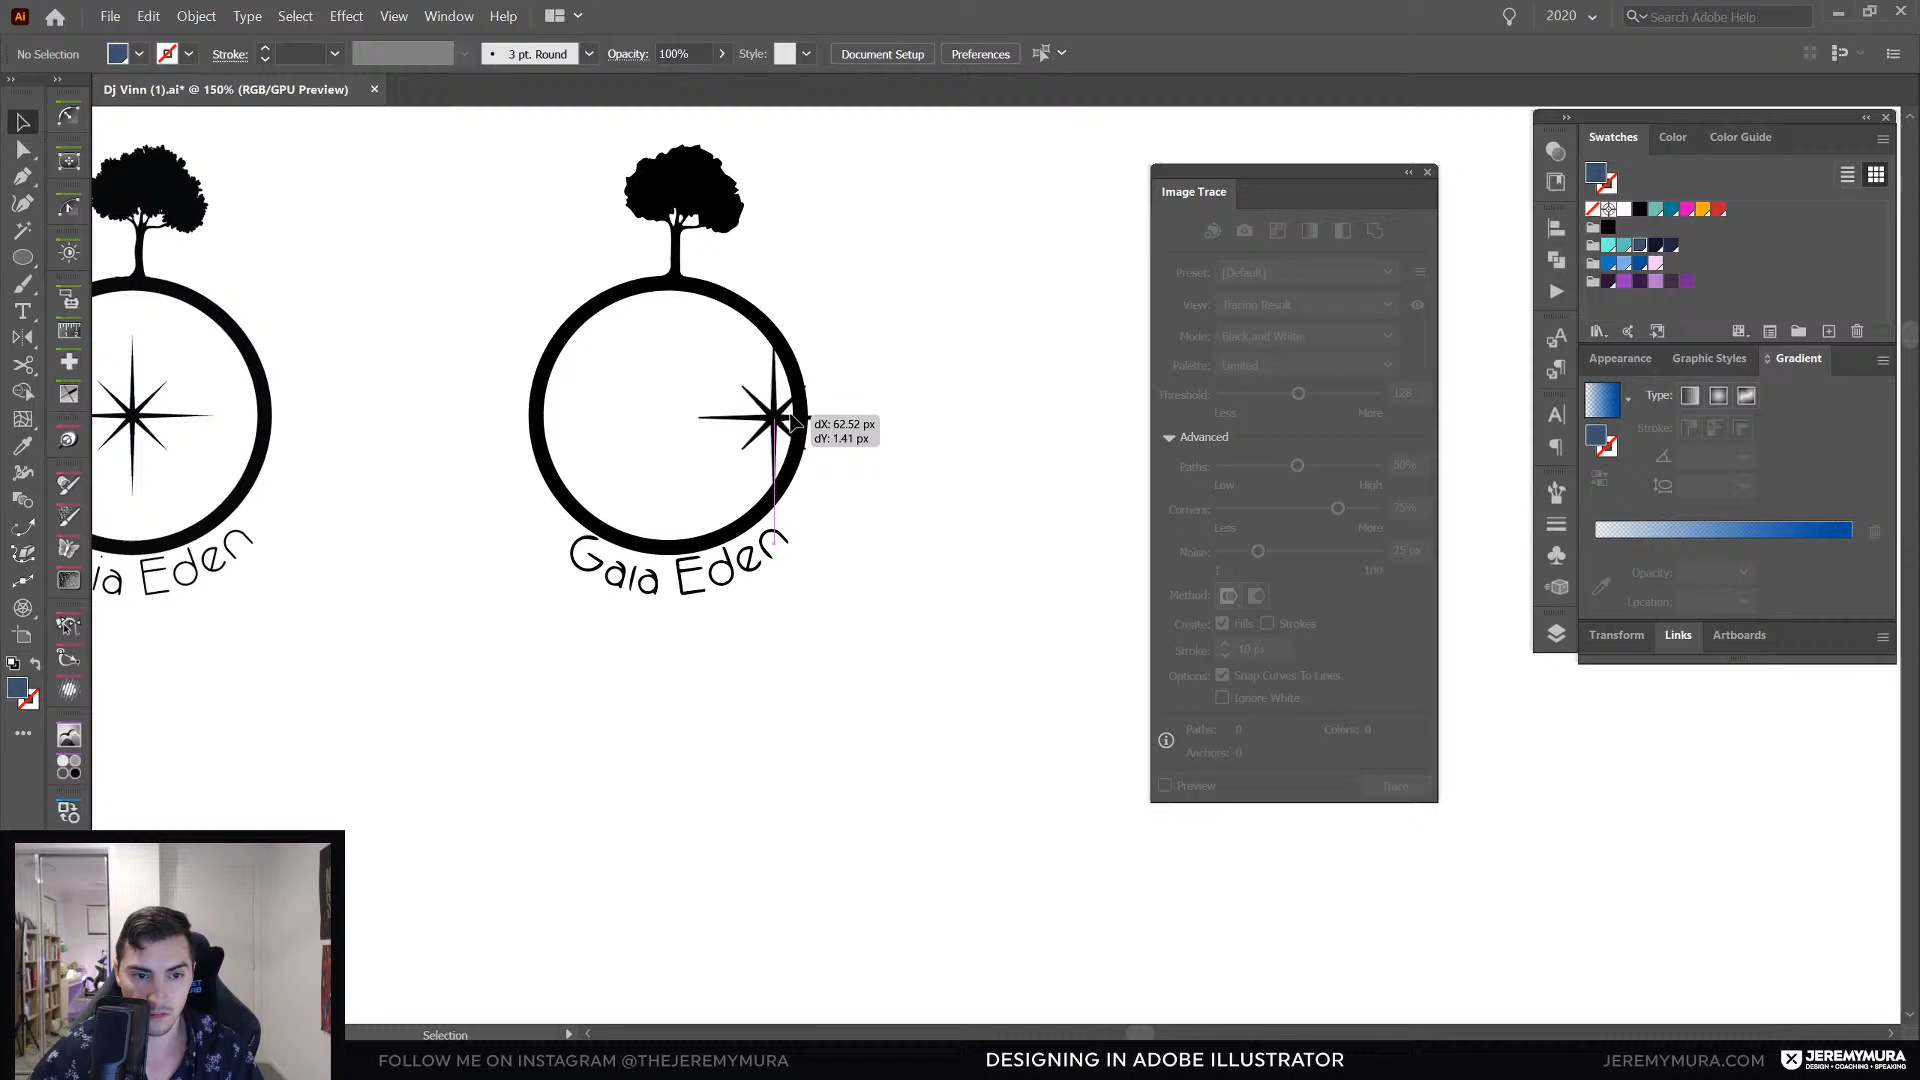 Ai File Edit Object Type Select Effect View Window Help 2020 Search Adobe Help
No Selection Stroke: 3 pt. Round Opacity: 100% Style: Document Setup Preferences
Dj Vinn (1).ai* @ 150% (RGB/GPU Preview)
Swatches Color Color Guide
Image Trace
Preset: [Default]
View: Tracing Result
Mode: Black and White
Palette: Limited
Threshold: 128
Less More
Advanced
Paths: 50%
Low High
Corners: 75%
Less More
Noise: 25 px
1 100
Method:
Create: Fills Strokes
Stroke: 10 px
Options: Snap Curves To Lines
Ignore White
Paths: 0 Colors: 0
Anchors: 0
Preview Trace
Appearance Graphic Styles Gradient
Type:
Stroke:
Opacity:
Location:
Transform Links Artboards
dX: 62.52 px
dY: 1.41 px
ia Eden
Gaia Eden
Selection
FOLLOW ME ON INSTAGRAM @THEJEREMYMURA
DESIGNING IN ADOBE ILLUSTRATOR
JEREMYMURA.COM
JEREMYMURA
DESIGN • COACHING • SPEAKING